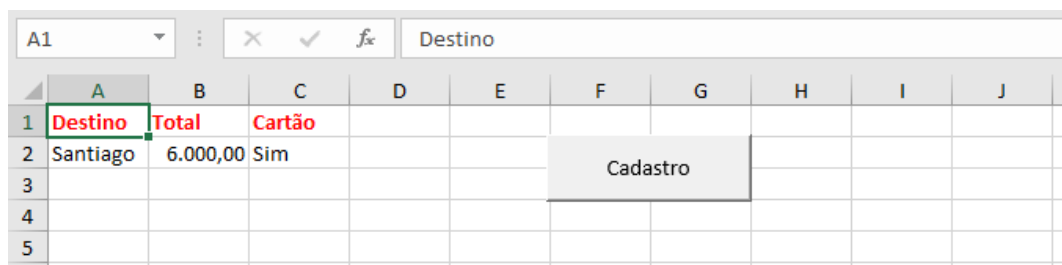 A1 fx Destino
A B C D E F G H I J
1 Destino Total Cartão
2 Santiago 6.000,00 Sim
Cadastro
3
4
5